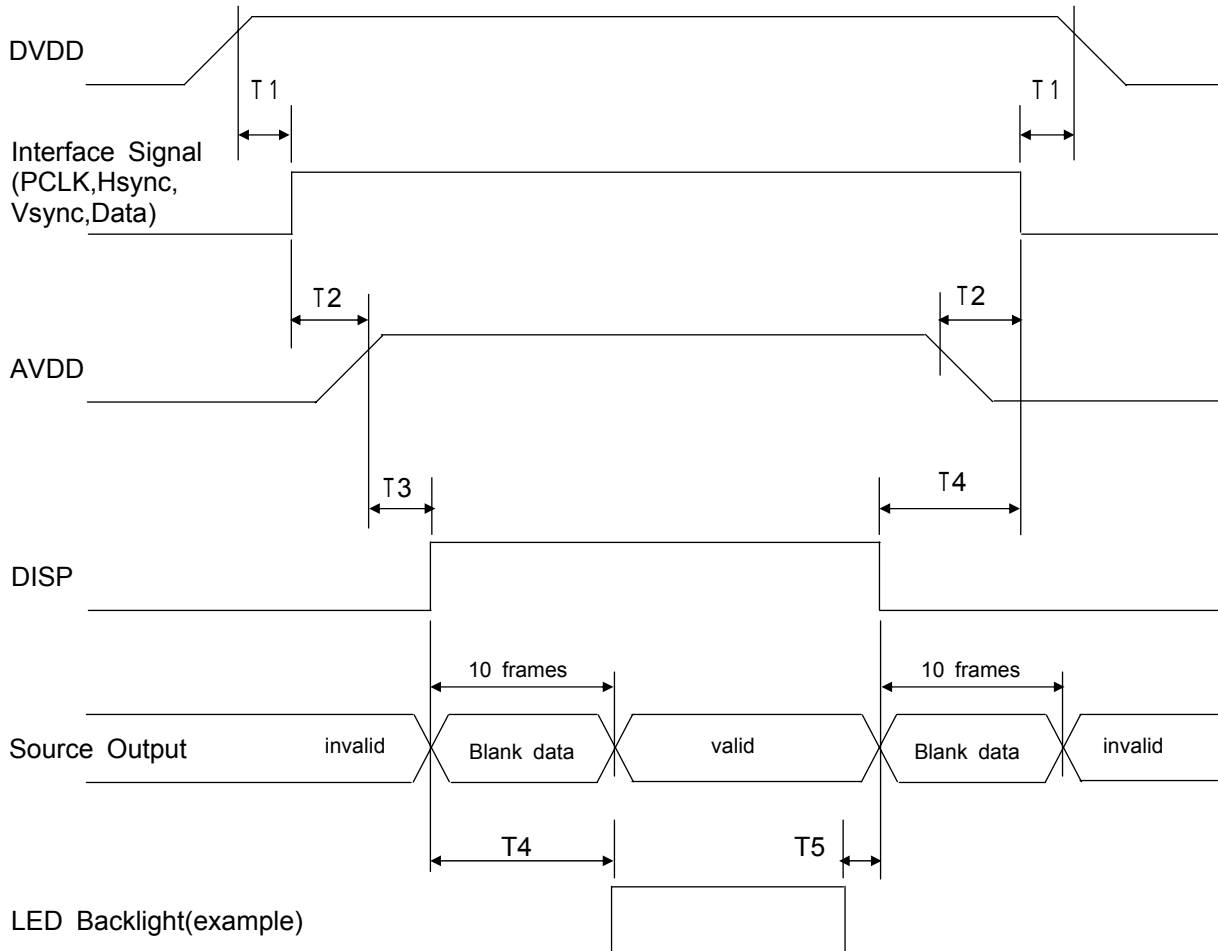 DVDD
T1
T1
Interface Signal
(PCLK,Hsync,
Vsync,Data)
T2
T2
AVDD
T3
T4
DISP
10 frames
10 frames
Source Output
invalid
Blank data
valid
Blank data
invalid
T4
T5
LED Backlight(example)